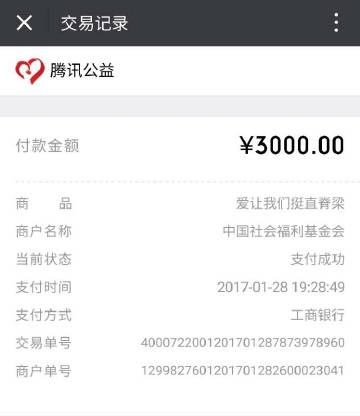 交易记录
腾讯公益
付款金额 ¥3000.00
商品 爱让我们挺直脊梁
商户名称 中国社会福利基金会
当前状态 支付成功
支付时间 2017-01-28 19:28:49
支付方式 工商银行
交易单号 4000722001201701287873978960
商户单号 1299827601201701282600023041